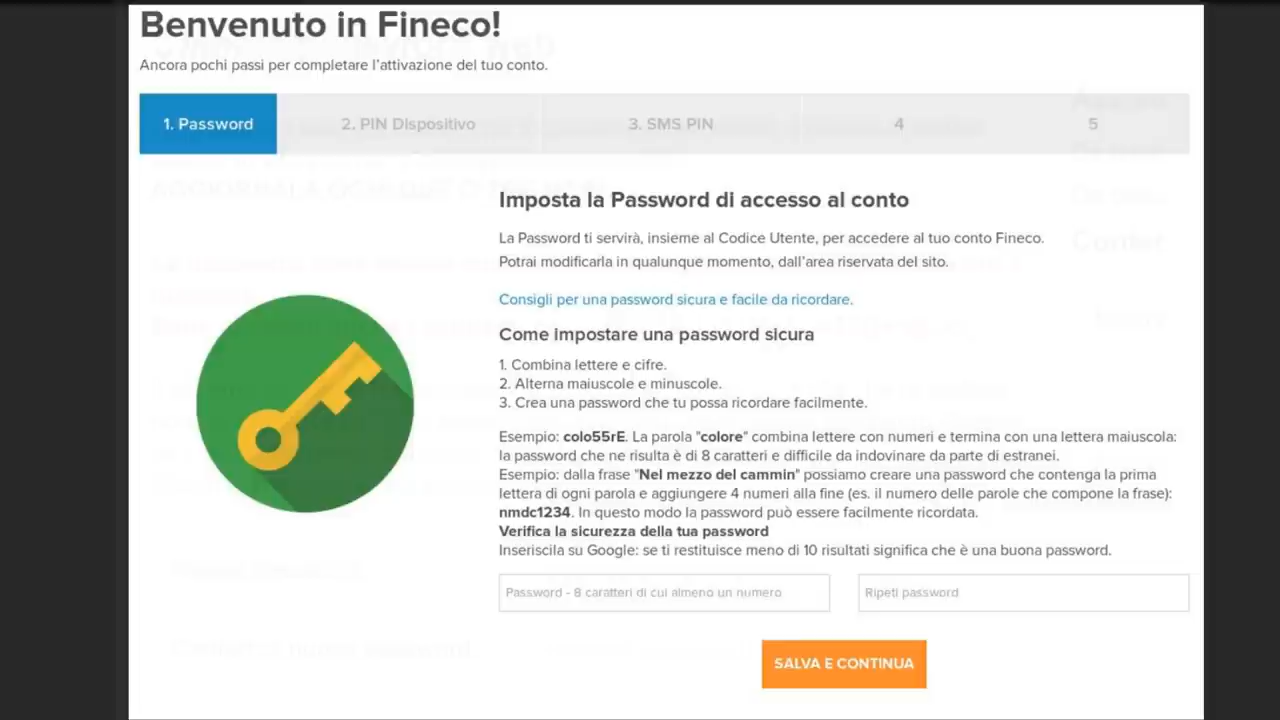 Benvenuto in Fineco!
Ancora pochi passi per completare l'attivazione del tuo conto.
1. Password
2. PIN Dispositivo
3. SMS PIN
4
5
Imposta la Password di accesso al conto
La Password ti servirà, insieme al Codice Utente, per accedere al tuo conto Fineco.
Potrai modificarla in qualunque momento, dall'area riservata del sito.
Consigli per una password sicura e facile da ricordare.
Come impostare una password sicura
1. Combina lettere e cifre.
2. Alterna maiuscole e minuscole.
3. Crea una password che tu possa ricordare facilmente.
Esempio: colo55rE. La parola "colore" combina lettere con numeri e termina con una lettera maiuscola:
la password che ne risulta è di 8 caratteri e difficile da indovinare da parte di estranei.
Esempio: dalla frase "Nel mezzo del cammin" possiamo creare una password che contenga la prima
lettera di ogni parola e aggiungere 4 numeri alla fine (es. il numero delle parole che compone la frase):
nmdc1234. In questo modo la password può essere facilmente ricordata.
Verifica la sicurezza della tua password
Inseriscila su Google: se ti restituisce meno di 10 risultati significa che è una buona password.
Password - 8 caratteri di cui almeno un numero
Ripeti password
SALVA E CONTINUA